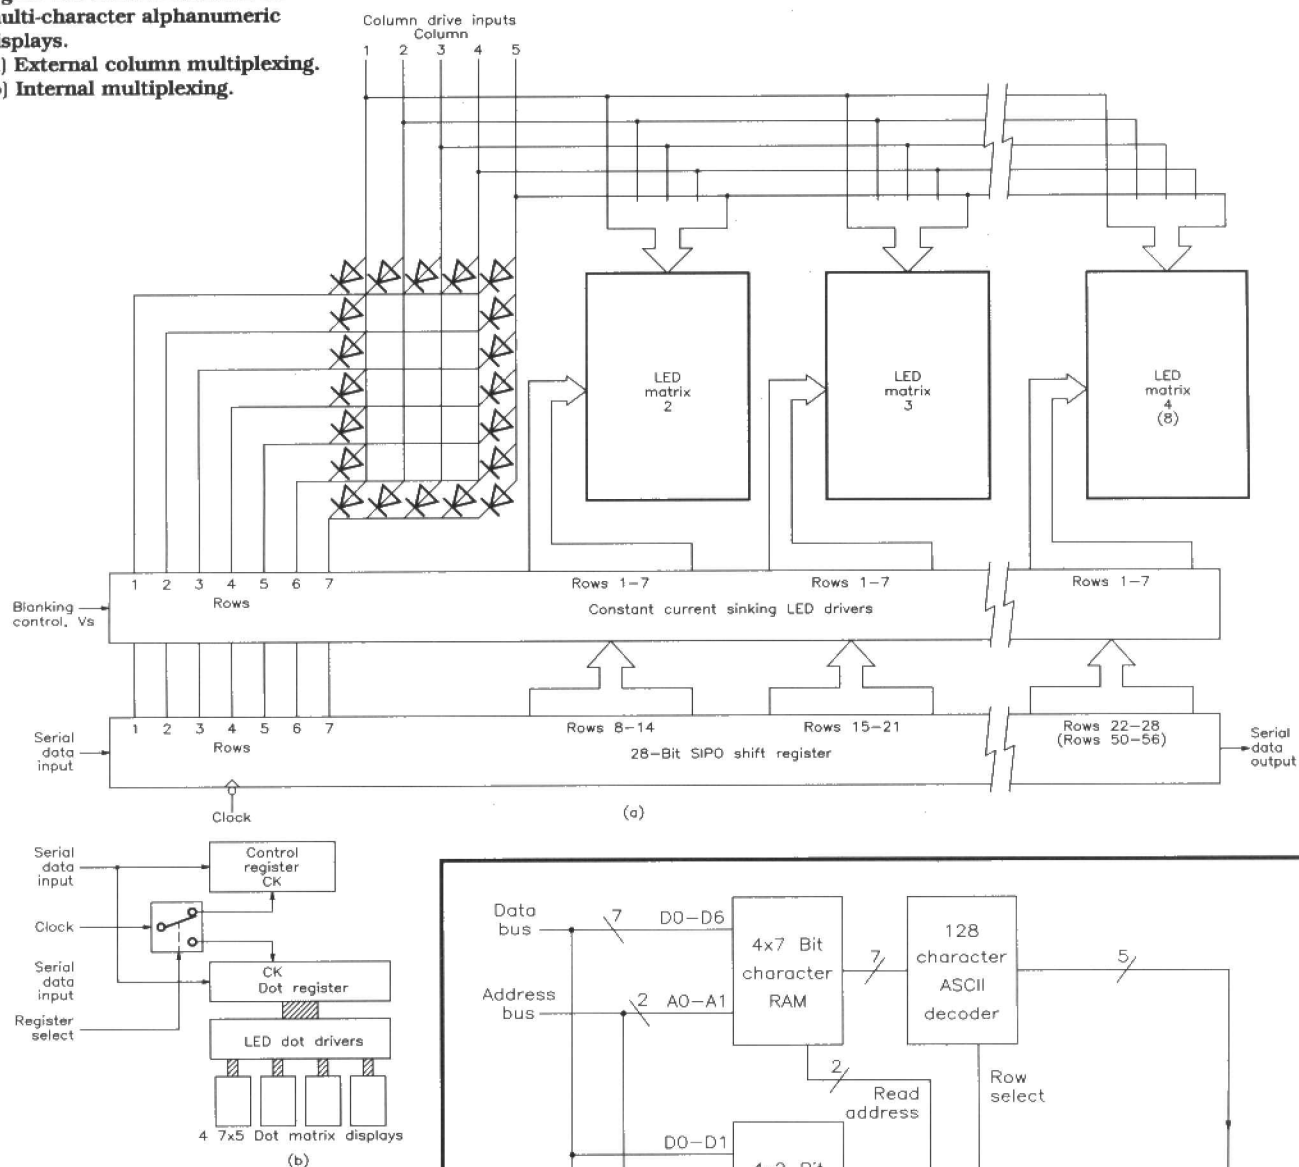 multi-character alphanumeric
displays.
) External column multiplexing.
) Internal multiplexing.
Column drive inputs
Column
1 2 3 4 5
LED
matrix
2
LED
matrix
3
LED
matrix
4
(8)
1 2 3 4 5 6 7
Rows
Rows 1-7
Rows 1-7
Rows 1-7
Blanking
control, Vs
Constant current sinking LED drivers
1 2 3 4 5 6 7
Rows
Rows 8-14
Rows 15-21
Rows 22-28
(Rows 50-56)
Serial
data
input
28-Bit SIPO shift register
Serial
data
output
Clock
(a)
Serial
data
input
Control
register
CK
Clock
Serial
data
input
CK
Dot register
Register
select
LED dot drivers
4 7x5 Dot matrix displays
(b)
Data
bus
7
D0-D6
4x7 Bit
character
RAM
7
128
character
ASCII
decoder
5
Address
bus
2
A0-A1
2
Read
address
Row
select
D0-D1
4x2 Bit